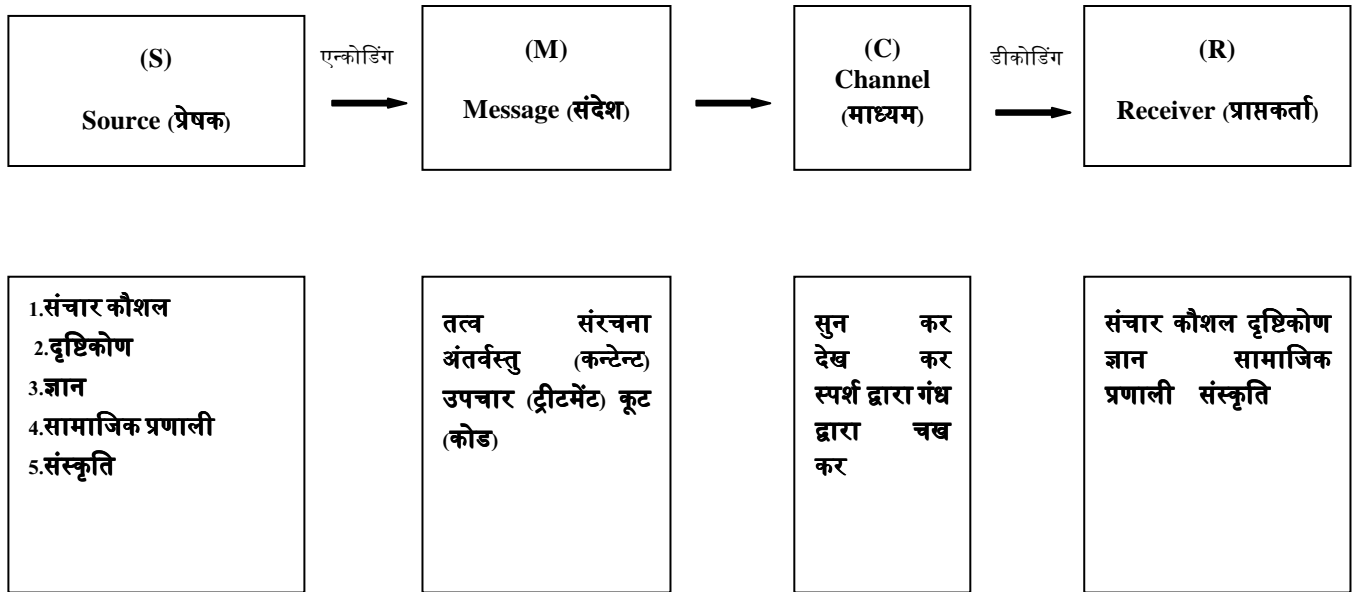 (S)
Source (प्रेषक)
एन्कोडिंग
(M)
Message (संदेश)
(C)
Channel
(माध्यम)
डीकोडिंग
(R)
Receiver (प्राप्तकर्ता)
1.संचार कौशल
2.दृष्टिकोण
3.ज्ञान
4.सामाजिक प्रणाली
5.संस्कृति
तत्व संरचना
अंतर्वस्तु (कन्टेन्ट)
उपचार (ट्रीटमेंट) कूट
(कोड)
सुन कर
देख कर
स्पर्श द्वारा गंध
द्वारा चख
कर
संचार कौशल दृष्टिकोण
ज्ञान सामाजिक
प्रणाली संस्कृति